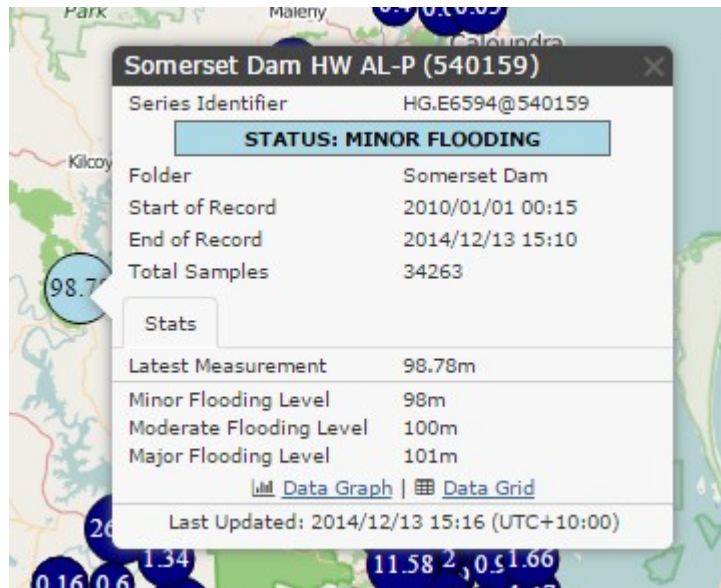 Park
Maleny
Caloundra
Somerset Dam HW AL-P (540159)
Series Identifier HG.E6594@540159
STATUS: MINOR FLOODING
Kilcoy
Folder Somerset Dam
Start of Record 2010/01/01 00:15
End of Record 2014/12/13 15:10
Total Samples 34263
98.7
Stats
Latest Measurement 98.78m
Minor Flooding Level 98m
Moderate Flooding Level 100m
Major Flooding Level 101m
Data Graph | Data Grid
Last Updated: 2014/12/13 15:16 (UTC+10:00)
26
1.34
11.58 2 1.66
0.16 0.6